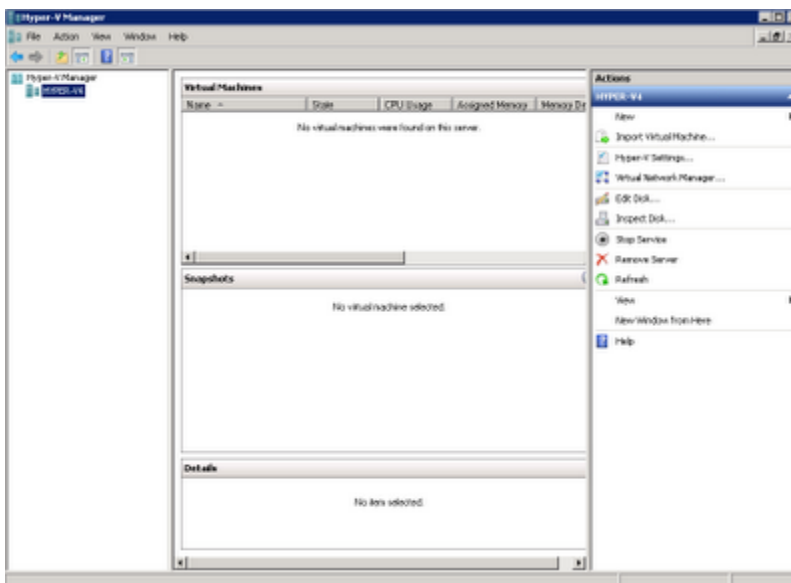 Hyper-V Manager
File Action View Window Help
Hyper-V Manager
HYPER-V4
Virtual Machines
Name State CPU Usage Assigned Memory Memory De
No virtual machines were found on this server.
Snapshots
No virtual machine selected.
Details
No item selected.
Actions
HYPER-V4
New
Import Virtual Machine...
Hyper-V Settings...
Virtual Network Manager...
Edit Disk...
Inspect Disk...
Stop Service
Remove Server
Refresh
View
New Window from Here
Help